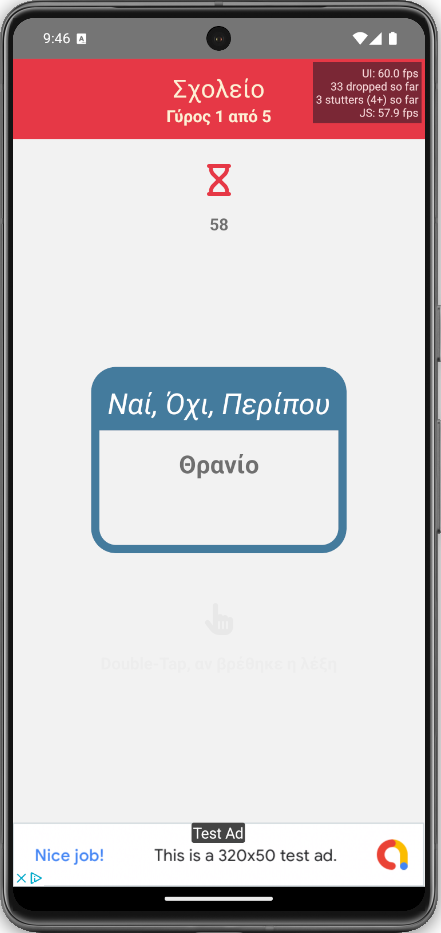 9:46 A
UI: 60.0 fps
33 dropped so far
3 stutters (4+) so far
JS: 57.9 fps
Σχολείο
Γύρος 1 από 5
58
Ναί, Όχι, Περίπου
Θρανίο
Double-Tap, αν βρέθηκε η λέξη
Test Ad
Nice job!
This is a 320x50 test ad.